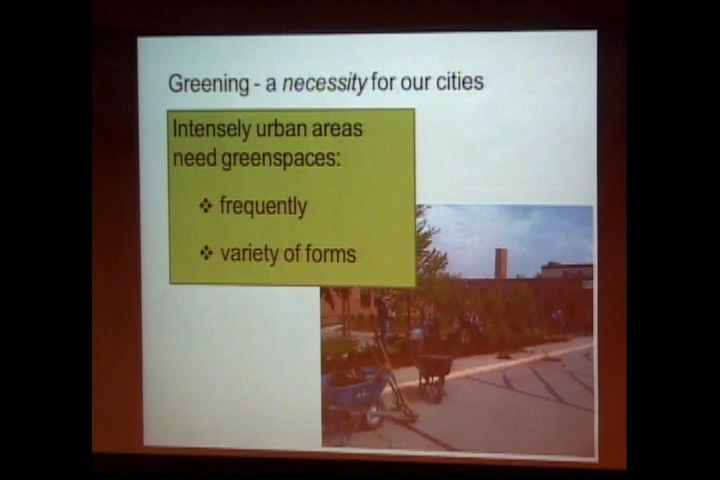 Greening - a necessity for our cities
Intensely urban areas
need greenspaces:
❖ frequently
❖ variety of forms